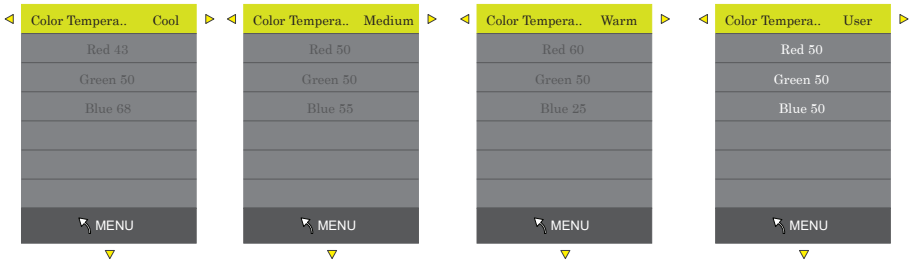 Color Tempera.. Cool
Red 43
Green 50
Blue 68
MENU
Color Tempera.. Medium
Red 50
Green 50
Blue 55
MENU
Color Tempera.. Warm
Red 60
Green 50
Blue 25
MENU
Color Tempera.. User
Red 50
Green 50
Blue 50
MENU